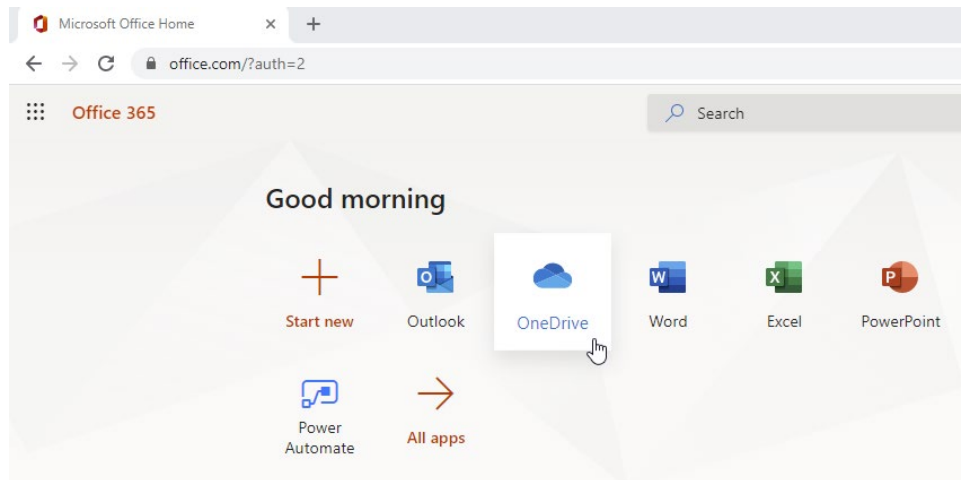 Microsoft Office Home
office.com/?auth=2
Office 365
Search
Good morning
Start new
Outlook
OneDrive
Word
Excel
PowerPoint
Power
Automate
All apps